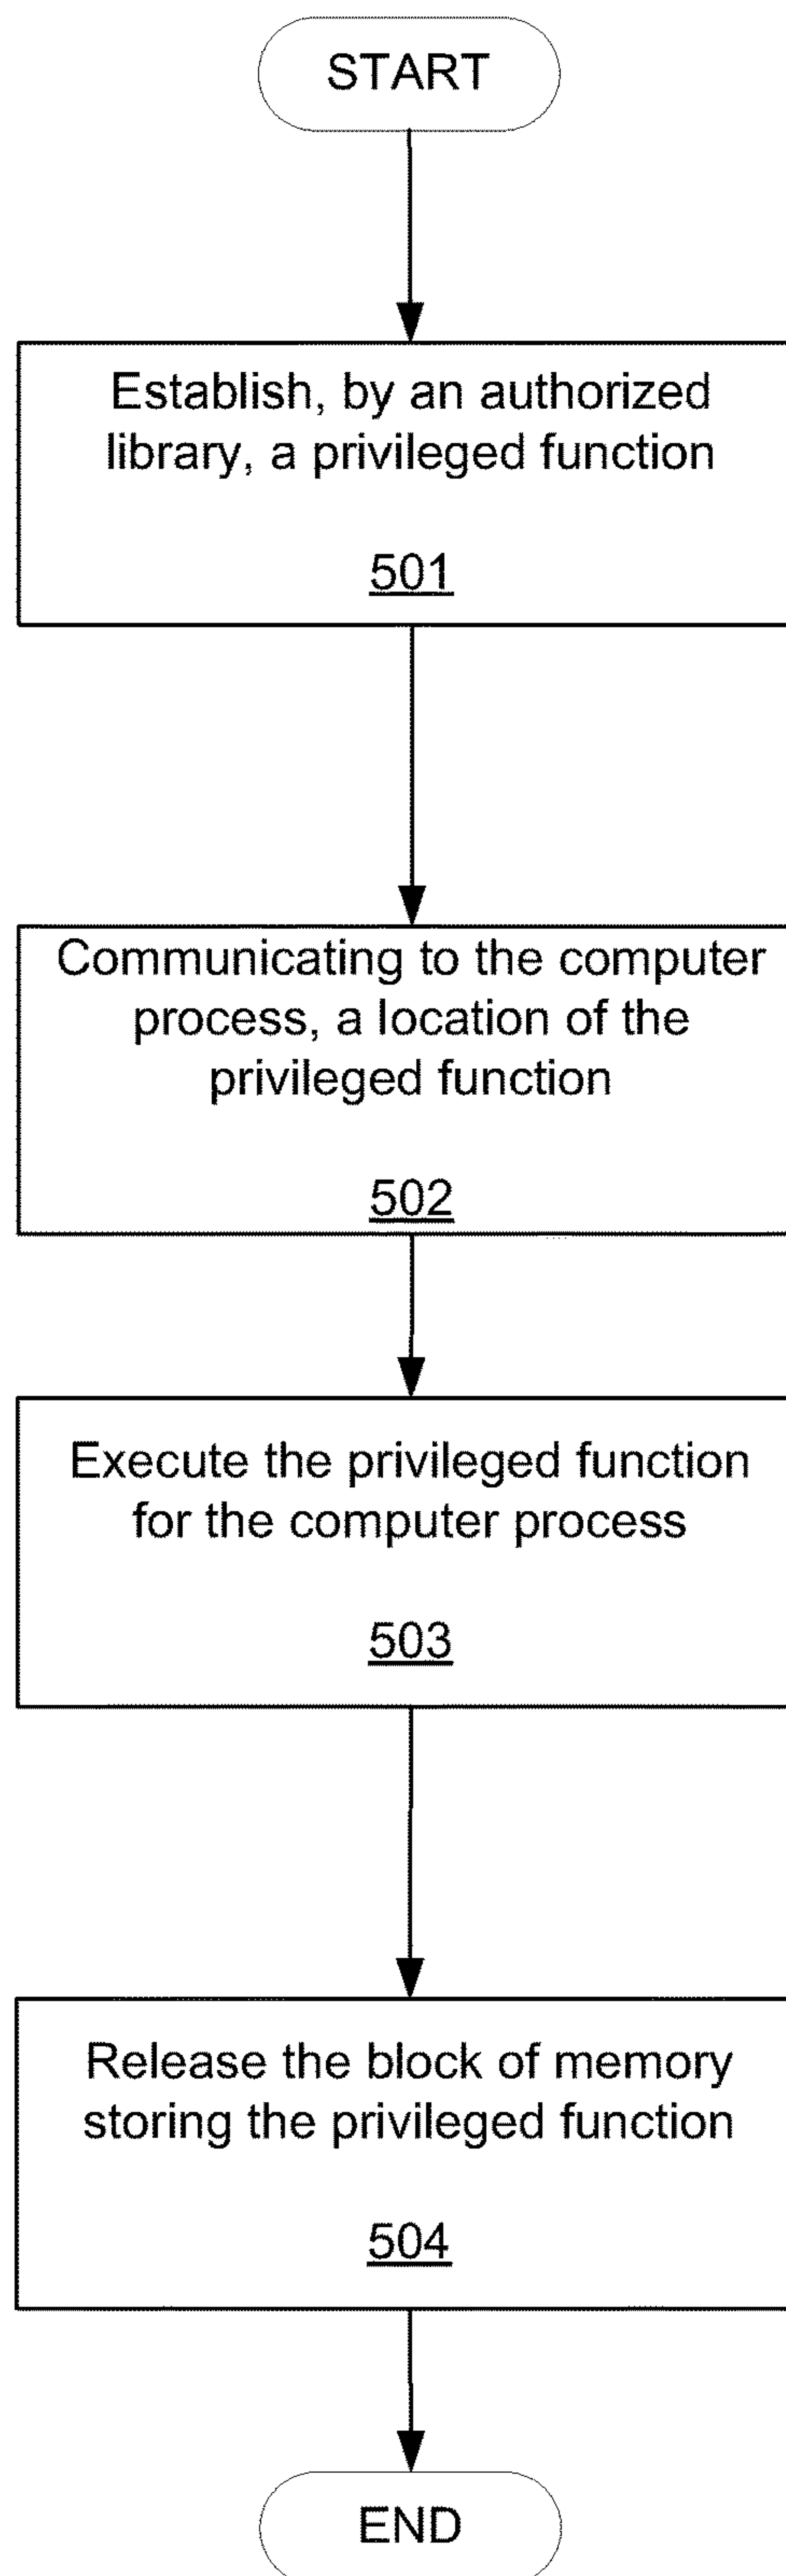 START
Establish, by an authorized
library, a privileged function
501
Communicating to the computer
process, a location of the
privileged function
502
Execute the privileged function
for the computer process
503
Release the block of memory
storing the privileged function
504
END